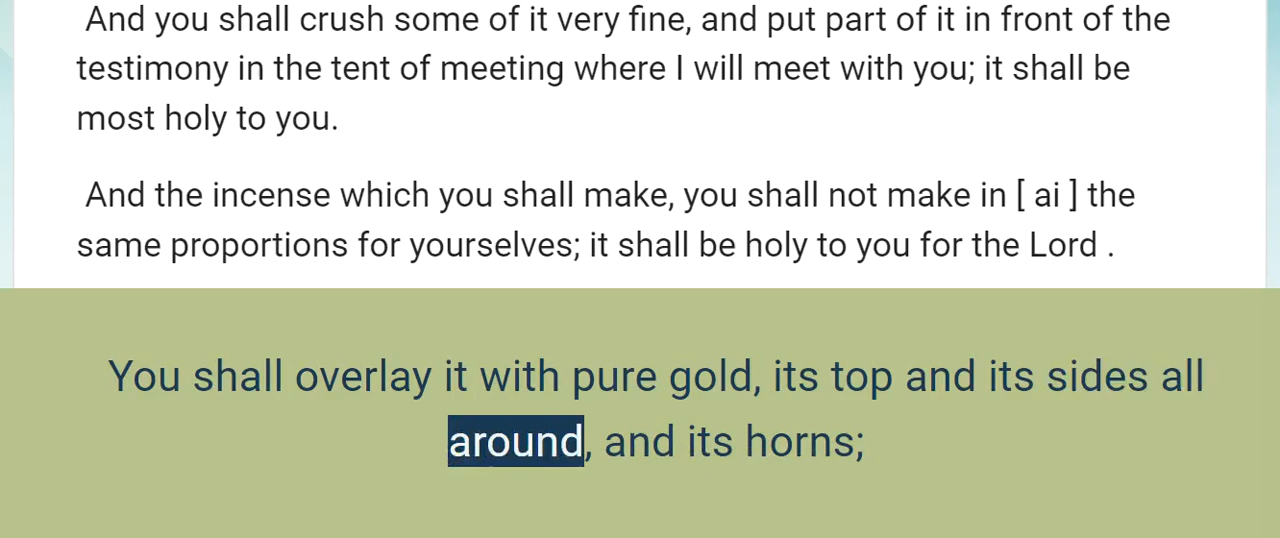 And you shall crush some of it very fine, and put part of it in front of the
testimony in the tent of meeting where I will meet with you; it shall be
most holy to you.
And the incense which you shall make, you shall not make in [ ai ] the
same proportions for yourselves; it shall be holy to you for the Lord .
You shall overlay it with pure gold, its top and its sides all
around, and its horns;